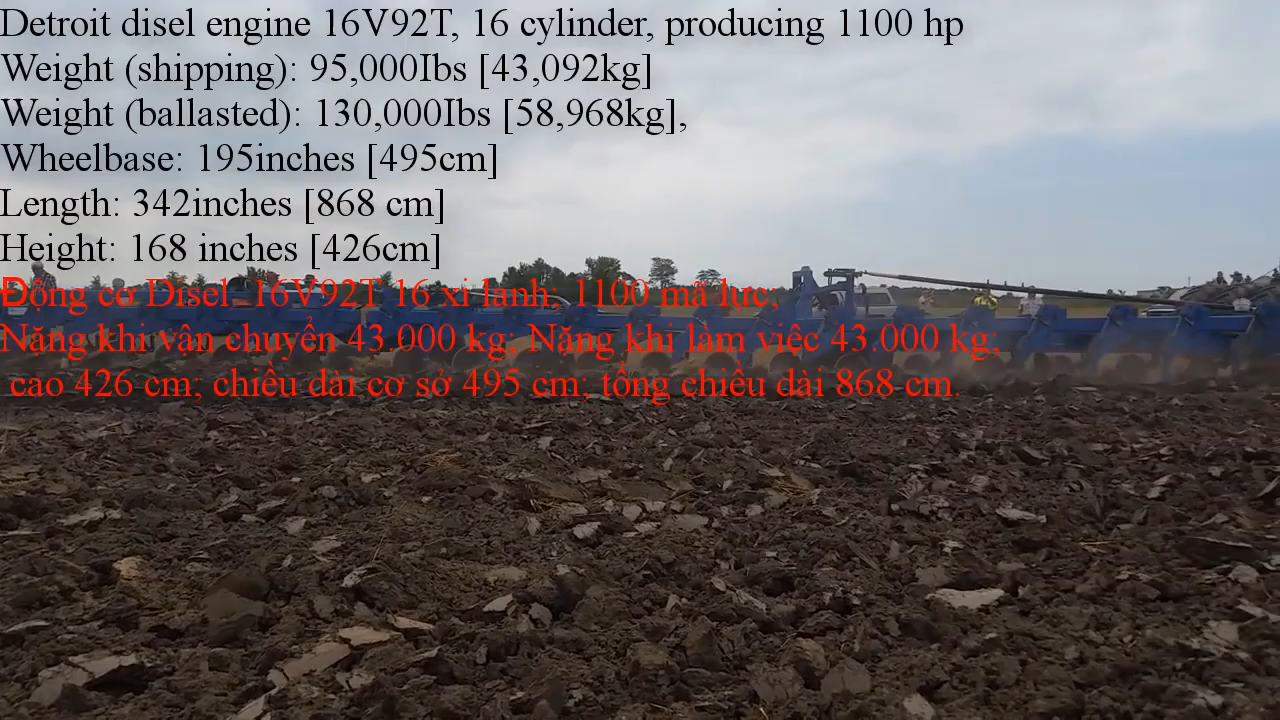 Detroit disel engine 16V92T, 16 cylinder, producing 1100 hp
Weight (shipping): 95,000Ibs [43,092kg]
Weight (ballasted): 130,000Ibs [58,968kg],
Wheelbase: 195inches [495cm]
Length: 342inches [868 cm]
Height: 168 inches [426cm]
Động cơ Disel  16V92T 16 xi lanh; 1100 mã lực;
Nặng khi vận chuyển 43.000 kg; Nặng khi làm việc 43.000 kg;
cao 426 cm; chiều dài cơ sở 495 cm; tổng chiều dài 868 cm.